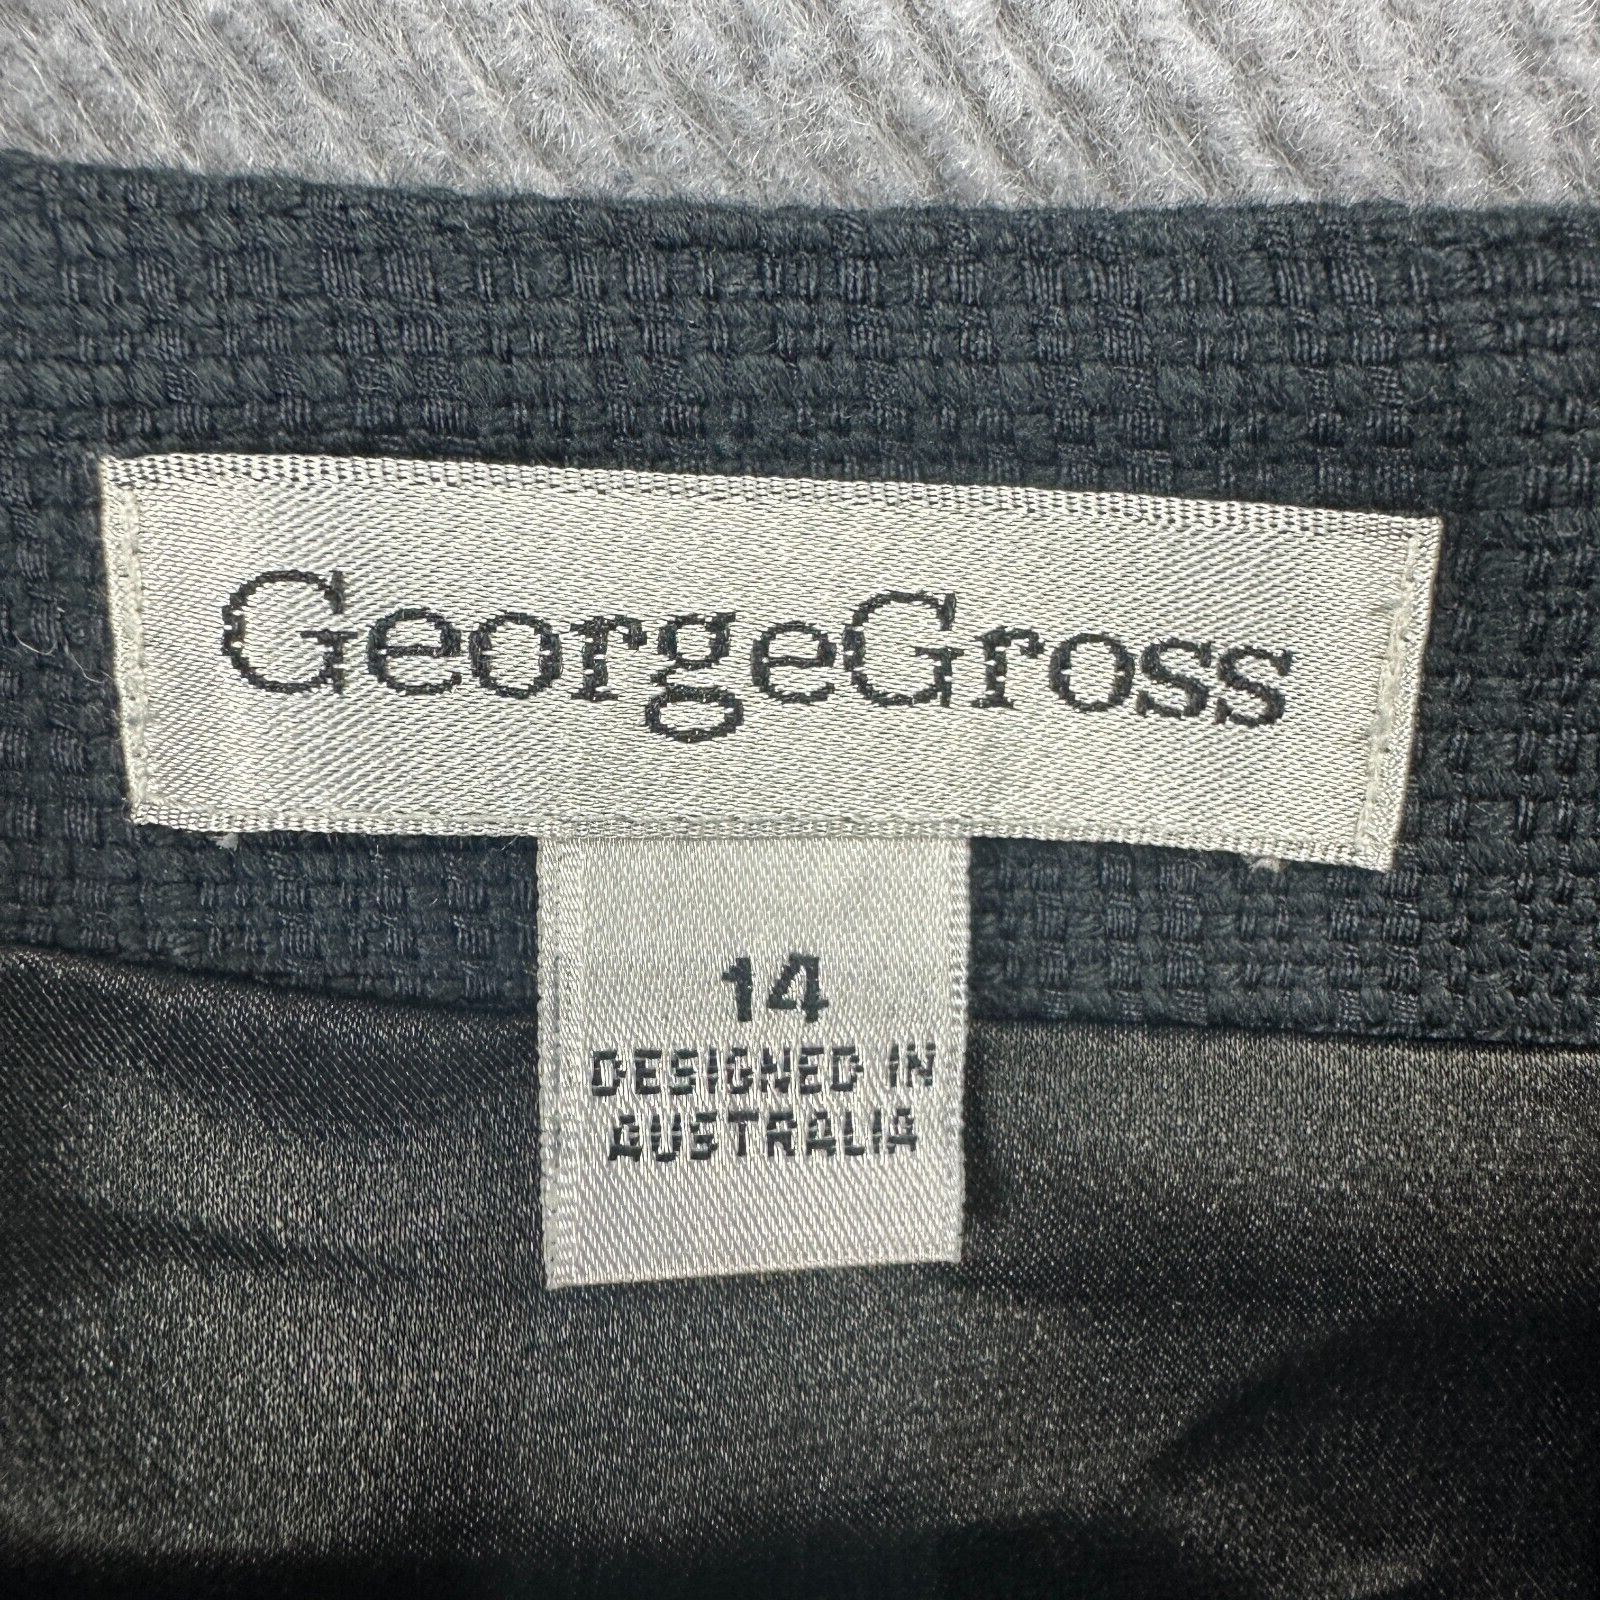 GeorgeGross
14
DESIGNED IN
AUSTRALIA